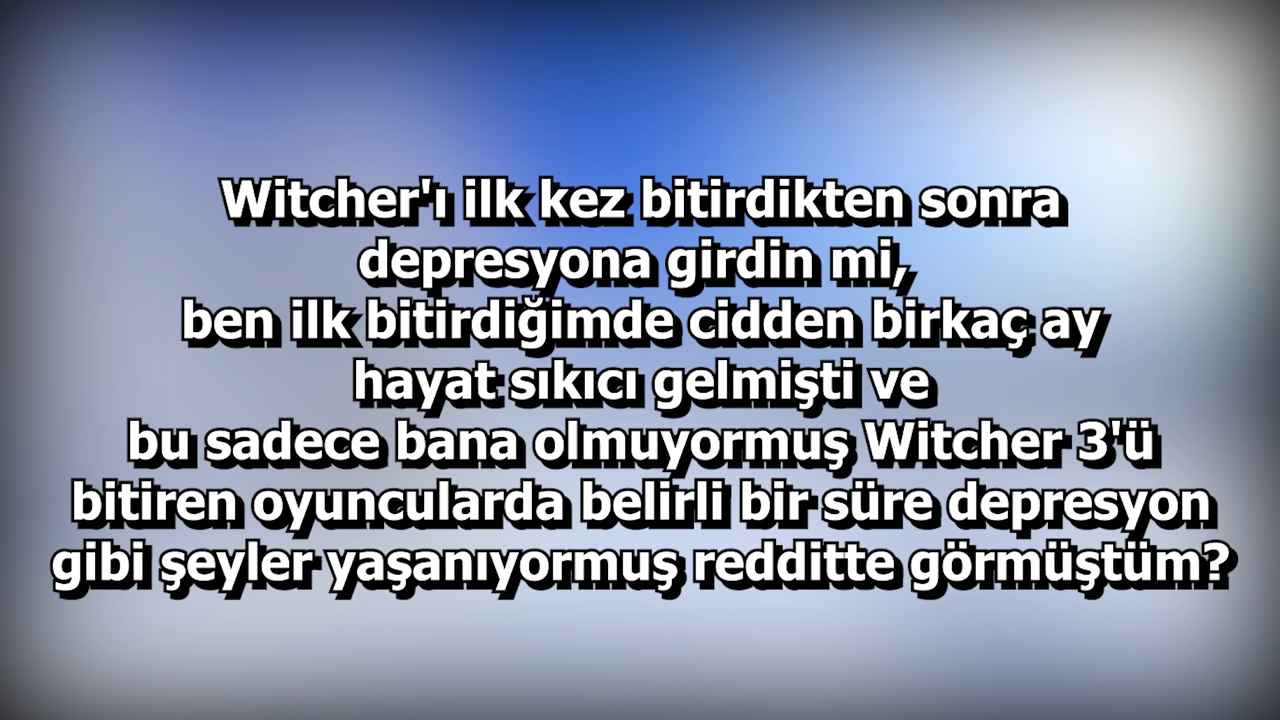 Witcher'ı ilk kez bitirdikten sonra
depresyona girdin mi,
ben ilk bitirdiğimde cidden birkaç ay
hayat sıkıcı gelmişti ve
bu sadece bana olmuyormuş Witcher 3'ü
bitiren oyuncularda belirli bir süre depresyon
gibi şeyler yaşanıyormuş redditte görmüştüm?